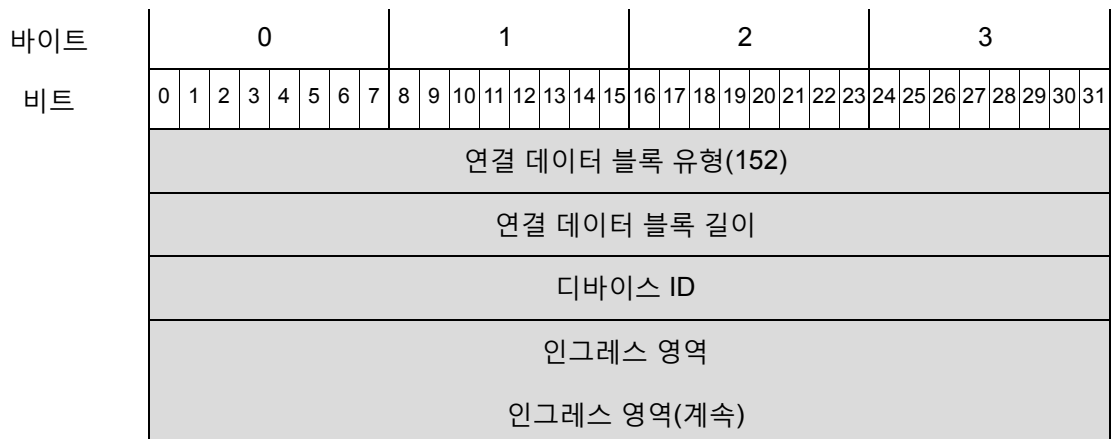 바이트 0 1 2 3
비트 0 1 2 3 4 5 6 7 8 9 10 11 12 13 14 15 16 17 18 19 20 21 22 23 24 25 26 27 28 29 30 31
연결 데이터 블록 유형(152)
연결 데이터 블록 길이
디바이스 ID
인그레스 영역
인그레스 영역(계속)